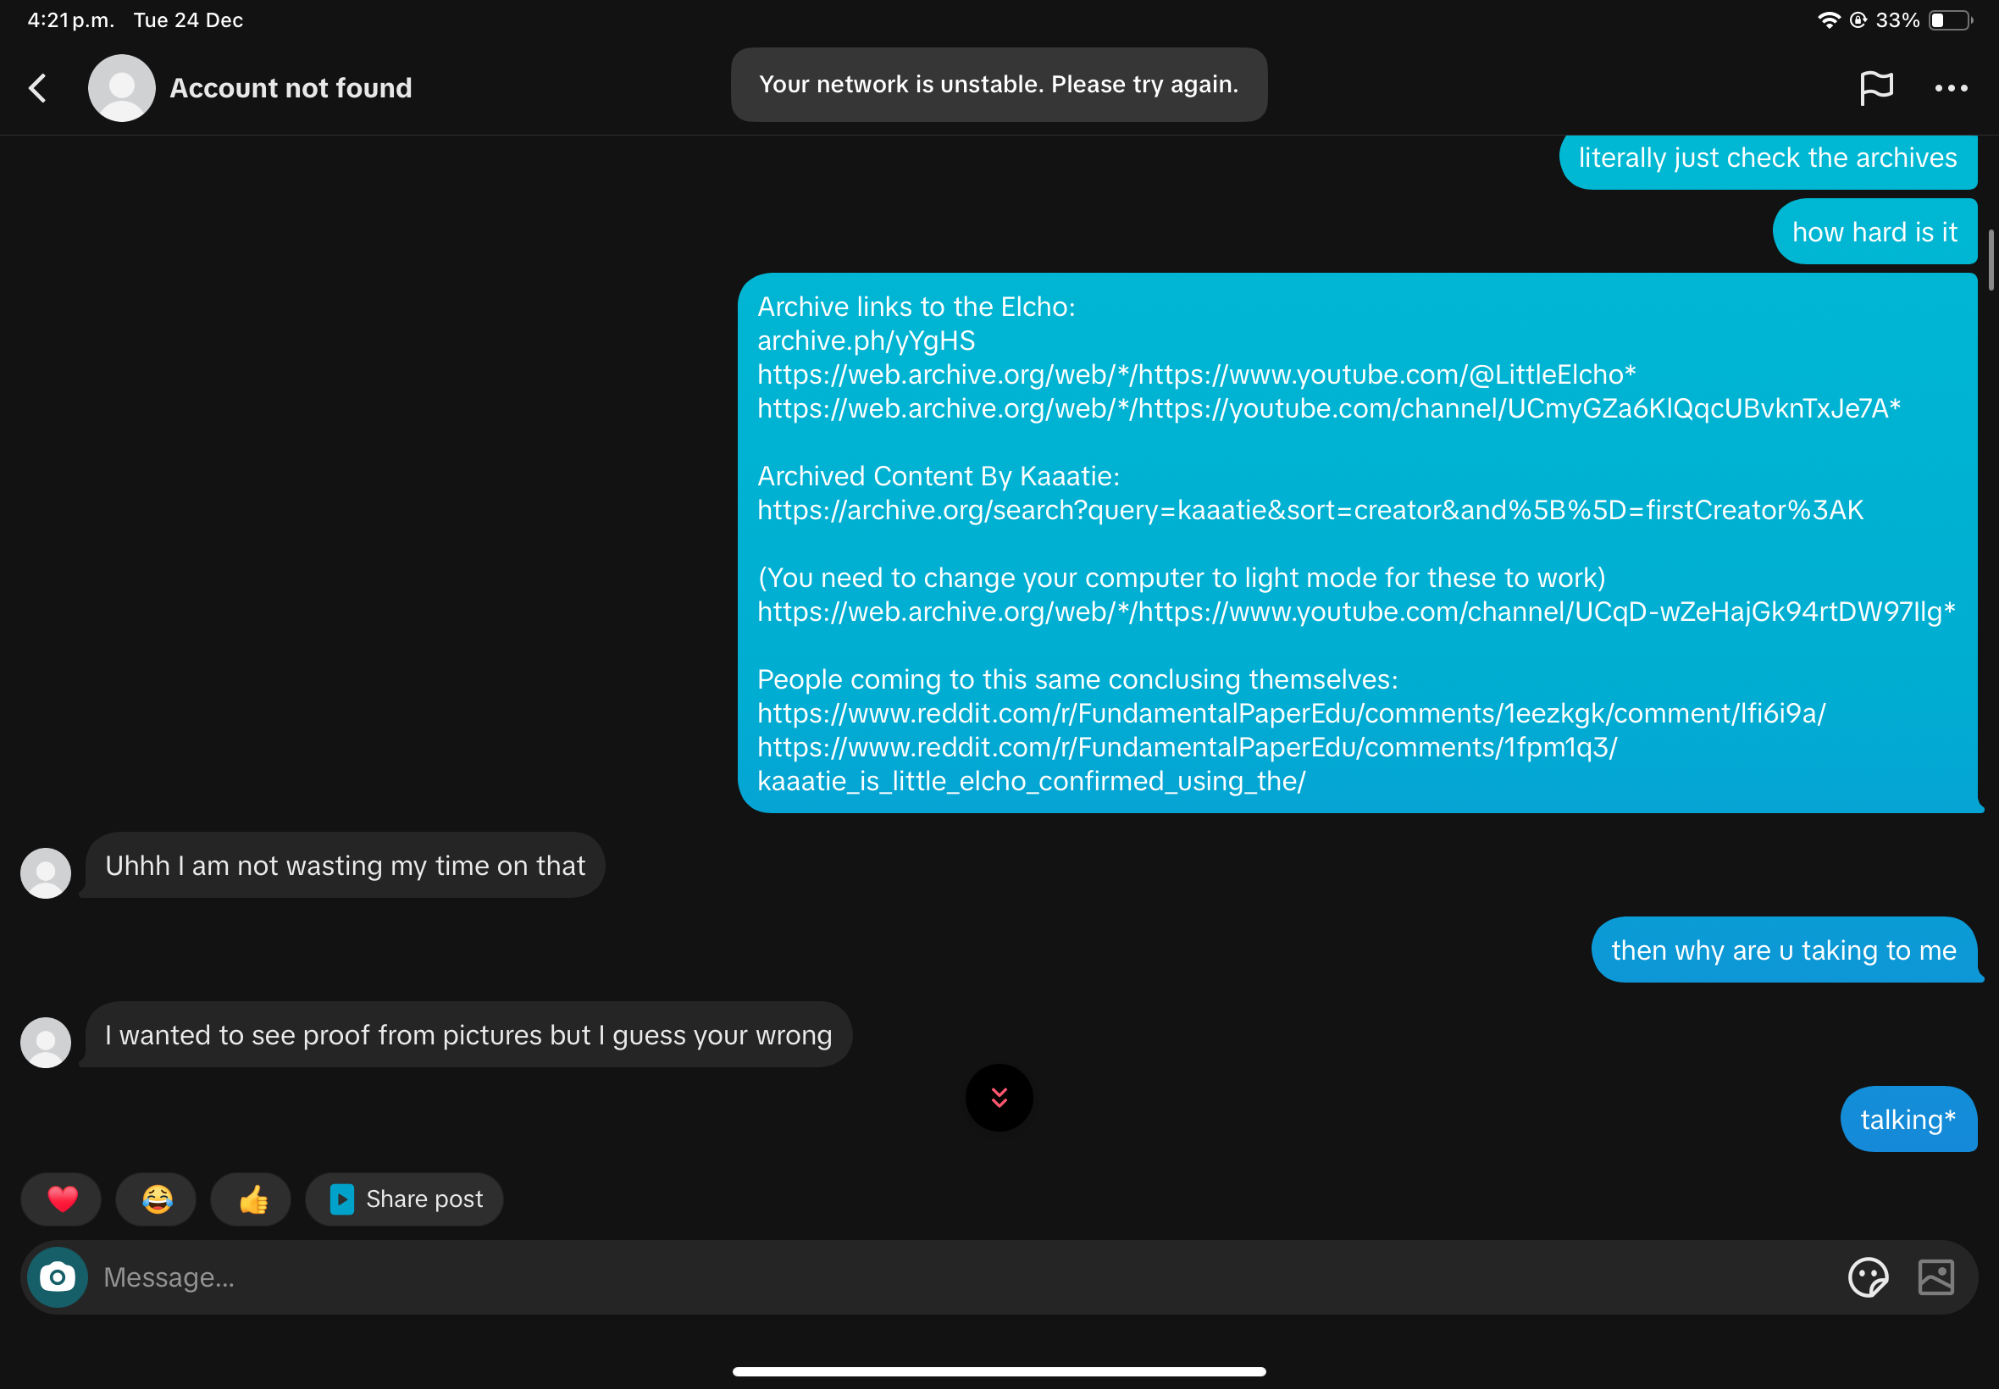 4:21 p.m. Tue 24 Dec
33%
Account not found
Your network is unstable. Please try again.
literally just check the archives
how hard is it
Archive links to the Elcho:
archive.ph/yYgHS
https://web.archive.org/web/*/https://www.youtube.com/@LittleElcho*
https://web.archive.org/web/*/https://youtube.com/channel/UCmyGZa6KlQqcUBvknTxJe7A*
Archived Content By Kaaatie:
https://archive.org/search?query=kaaatie&sort=creator&and%5B%5D=firstCreator%3AK
(You need to change your computer to light mode for these to work)
https://web.archive.org/web/*/https://www.youtube.com/channel/UCqD-wZeHajGk94rtDW97Ilg*
People coming to this same conclusing themselves:
https://www.reddit.com/r/FundamentalPaperEdu/comments/1eezkgk/comment/lfi6i9a/
https://www.reddit.com/r/FundamentalPaperEdu/comments/1fpm1q3/
kaaatie_is_little_elcho_confirmed_using_the/
Uhhh I am not wasting my time on that
then why are u taking to me
I wanted to see proof from pictures but I guess your wrong
talking*
Share post
Message...